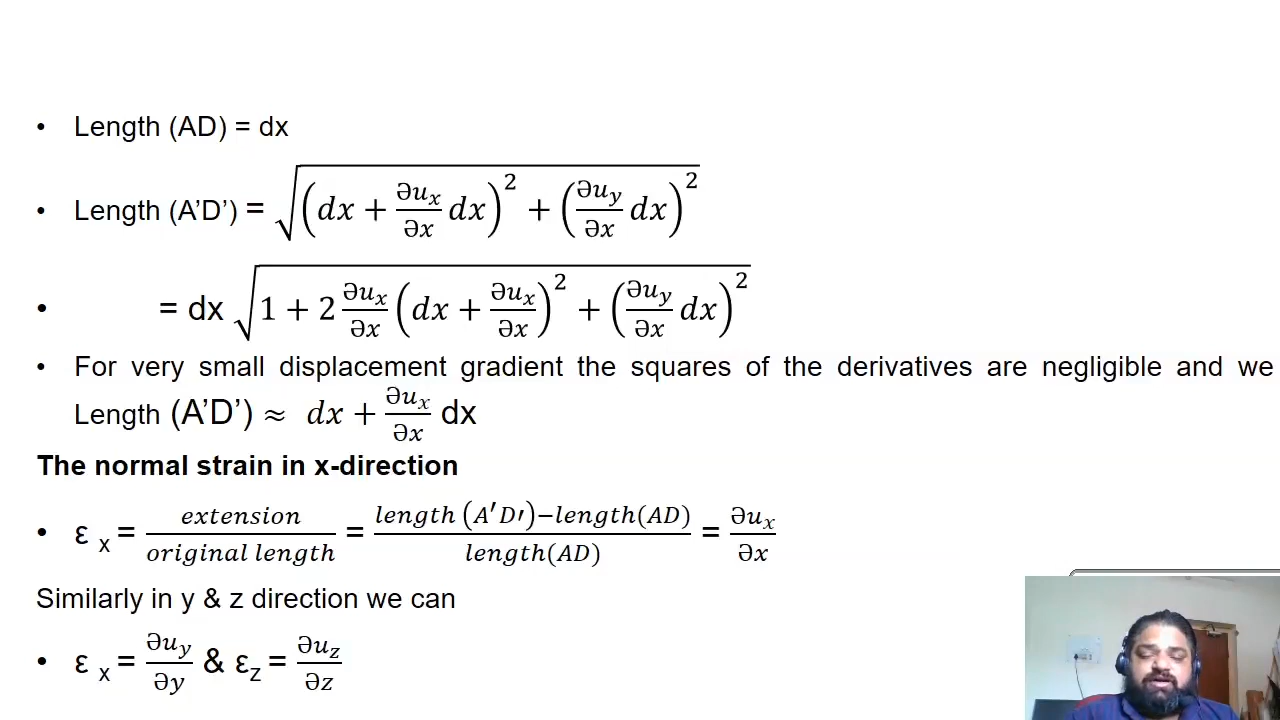 • Length (AD) = dx
• Length (A’D’) = √((dx + ∂u_x/∂x dx)² + (∂u_y/∂x dx)²)
• = dx √(1 + 2 ∂u_x/∂x (dx + ∂u_x/∂x)² + (∂u_y/∂x dx)²)
• For very small displacement gradient the squares of the derivatives are negligible and we
Length (A’D’) ≈ dx + ∂u_x/∂x dx
The normal strain in x-direction
• ε x = extension/original length = length (A′D′)−length(AD)/length(AD) = ∂u_x/∂x
Similarly in y & z direction we can
• ε x = ∂u_y/∂y & ε_z = ∂u_z/∂z